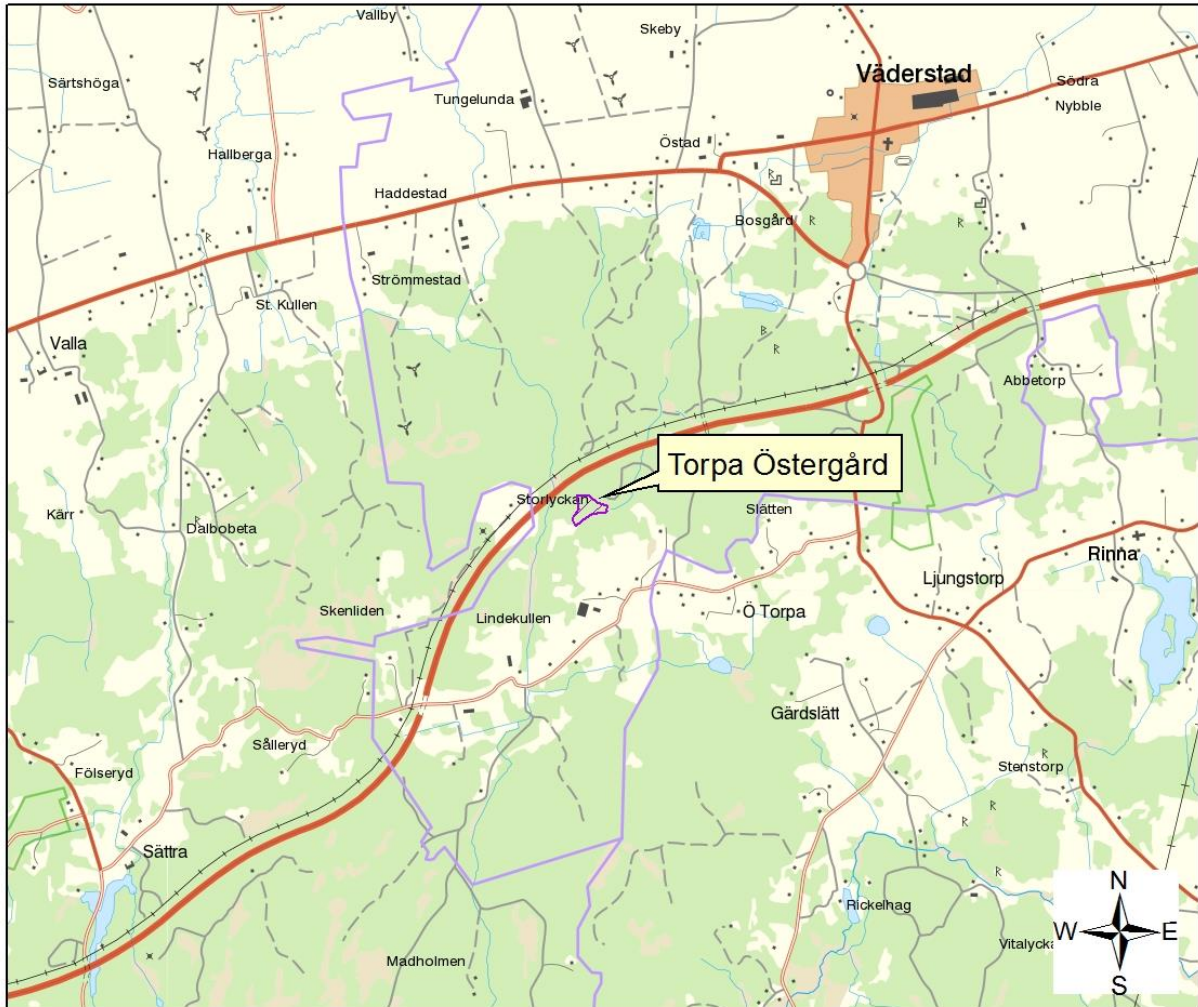 Vallby
Skeby
Väderstad
Särtshöga
Tungelunda
Södra
Nybble
Östad
Hallberga
Haddestad
Bosgård
Strömmestad
St. Kullen
Valla
Abbetorp
Torpa Östergård
Storlyckan
Kärr
Dalbobeta
Slätten
Rinna
Ljungstorp
Skenliden
Lindekullen
Ö Torpa
Gärdslätt
Sålleryd
Fölseryd
Stenstorp
Sättra
N
Rickelhag
W
E
Vitalycka
Madholmen
S